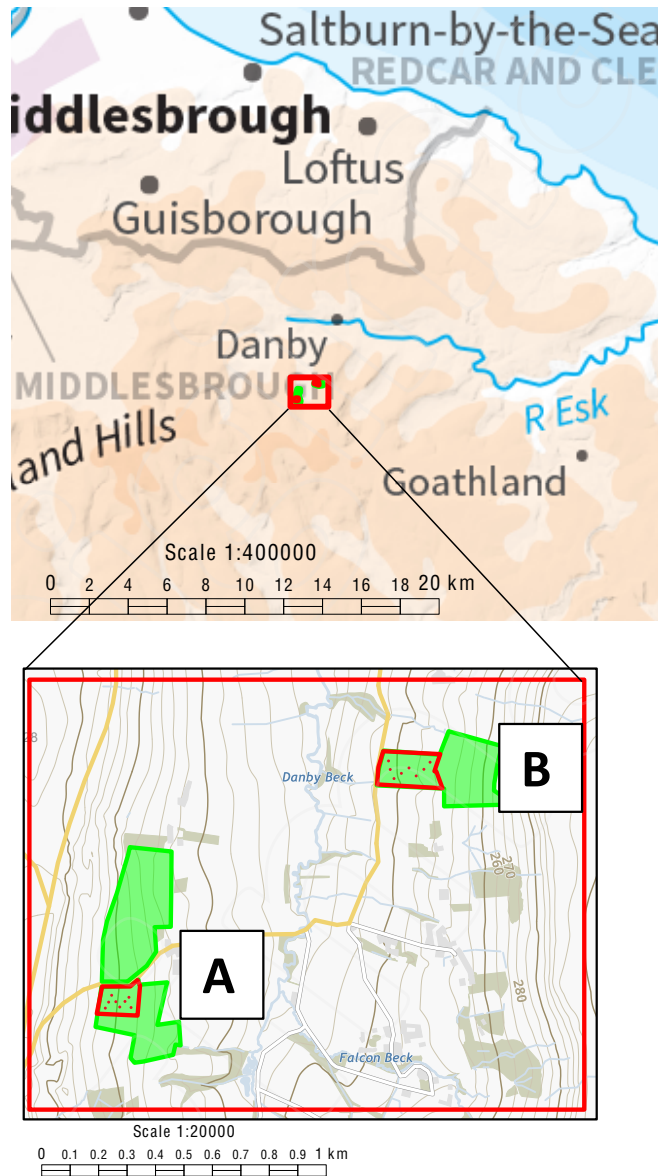 Saltburn-by-the-Sea
REDCAR AND CLE
iddlesbrough
Loftus
Guisborough
Danby
MIDDLESBROUGH
land Hills
R Esk
Goathland
Scale 1:400000
0 2 4 6 8 10 12 14 16 18 20 km
28
Danby Beck
B
270
260
A
280
Falcon Beck
Scale 1:20000
0 0.1 0.2 0.3 0.4 0.5 0.6 0.7 0.8 0.9 1 km